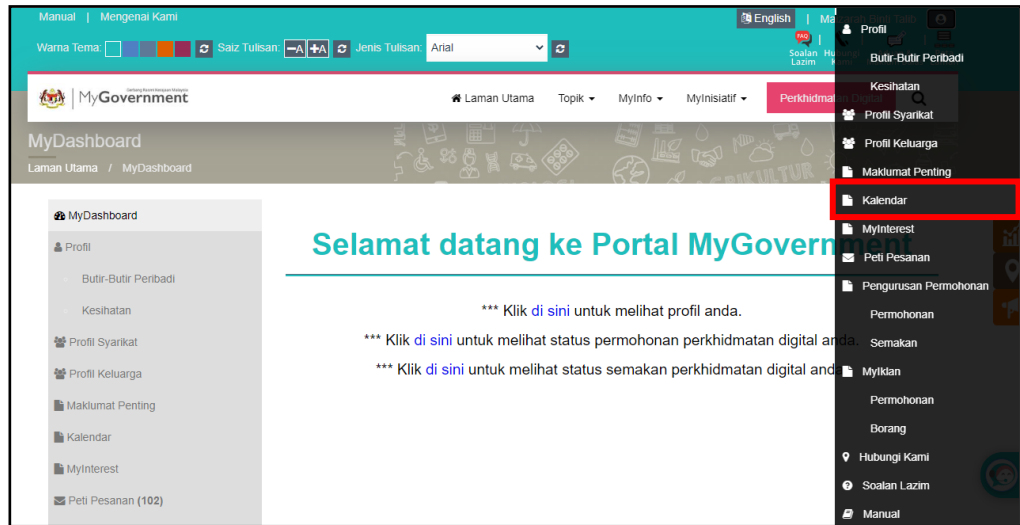 Manual | Mengenai Kami
English
Warna Tema: Saiz Tulisan: -A +A Jenis Tulisan: Arial
FAQ
Soalan Lazim
MyGovernment
Laman Utama Topik MyInfo MyInisiatif Perkhidmatan Digital
MyDashboard
Laman Utama / MyDashboard
MyDashboard
Profil
Butir-Butir Peribadi
Kesihatan
Profil Syarikat
Profil Keluarga
Maklumat Penting
Kalendar
MyInterest
Peti Pesanan (102)
Selamat datang ke Portal MyGovernment
*** Klik di sini untuk melihat profil anda.
*** Klik di sini untuk melihat status permohonan perkhidmatan digital anda.
*** Klik di sini untuk melihat status semakan perkhidmatan digital anda
Profil
Butir-Butir Peribadi
Kesihatan
Profil Syarikat
Profil Keluarga
Maklumat Penting
Kalendar
MyInterest
Peti Pesanan
Pengurusan Permohonan
Permohonan
Semakan
MyIklan
Permohonan
Borang
Hubungi Kami
Soalan Lazim
Manual